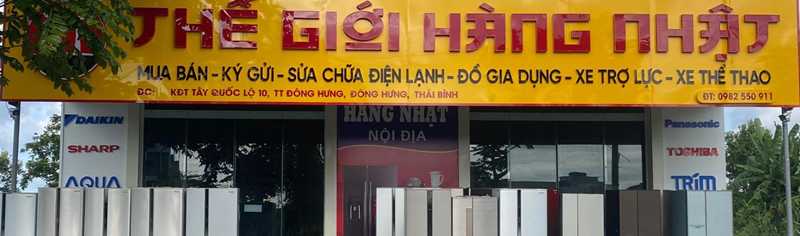 THẾ GIỚI HÀNG NHẬT
MUA BÁN - KÝ GỬI - SỬA CHỮA ĐIỆN LẠNH - ĐỒ GIA DỤNG - XE TRỢ LỰC - XE THỂ THAO
ĐC: KĐT TÂY QUỐC LỘ 10, TT ĐÔNG HƯNG, ĐÔNG HƯNG, THÁI BÌNH
ĐT: 0982 550 911
HÀNG NHẬT
NỘI ĐỊA
DAIKIN
SHARP
AQUA
Panasonic
TOSHIBA
TRIM